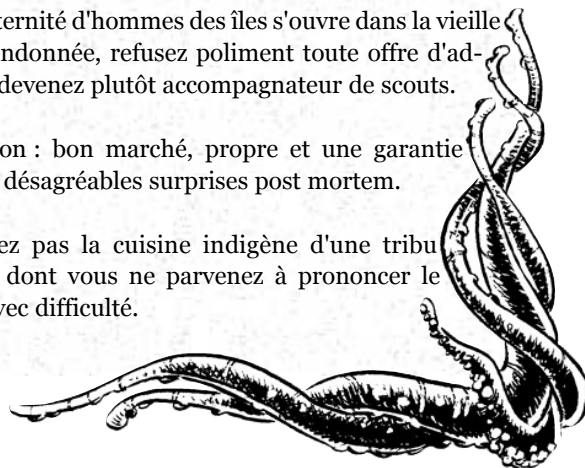 ternité d'hommes des îles s'ouvre dans la vieille
andonnée, refusez poliment toute offre d'ad-
devenez plutôt accompagnateur de scouts.
on : bon marché, propre et une garantie
désagréables surprises post mortem.
ez pas la cuisine indigène d'une tribu
dont vous ne parvenez à prononcer le
vec difficulté.